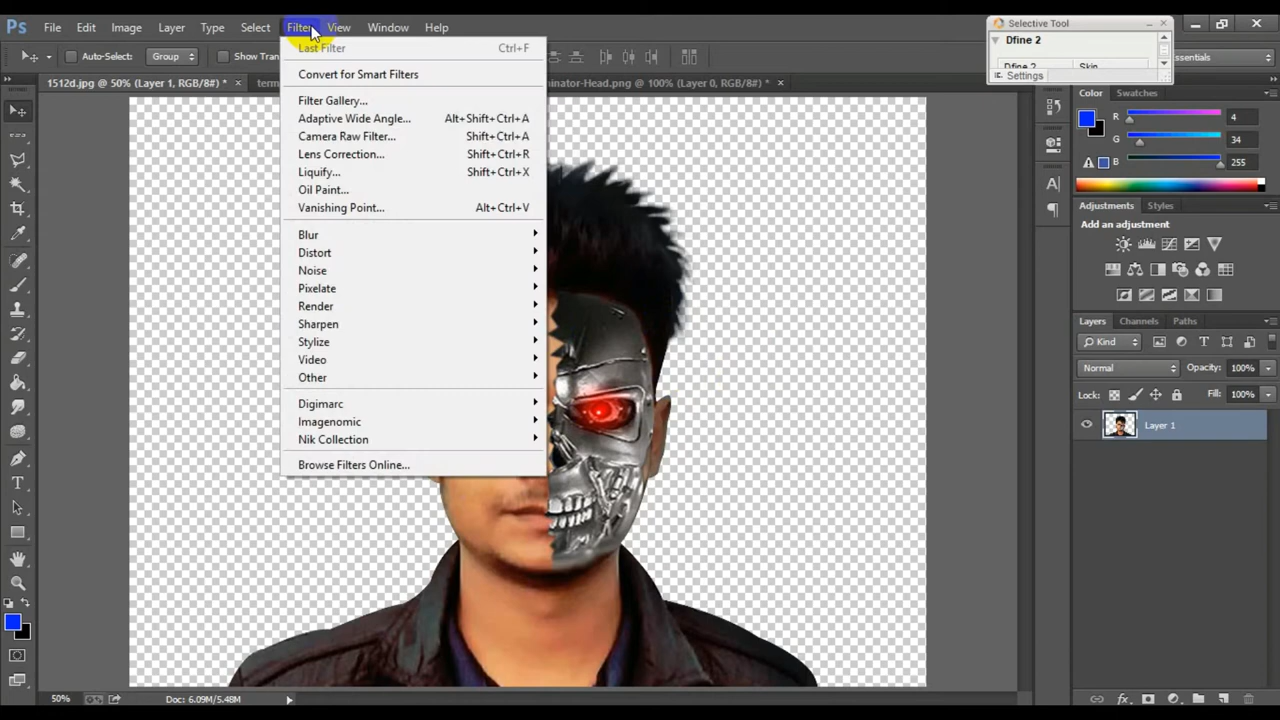 Ps File Edit Image Layer Type Select Filter View Window Help
Selective Tool
Dfine 2
Dfine 2 Skin
Settings
Auto-Select: Group Show Tran
Essentials
1512d.jpg @ 50% (Layer 1, RGB/8#) * × term minator-Head.png @ 100% (Layer 0, RGB/8#) * ×
Last Filter Ctrl+F
Convert for Smart Filters
Filter Gallery...
Adaptive Wide Angle... Alt+Shift+Ctrl+A
Camera Raw Filter... Shift+Ctrl+A
Lens Correction... Shift+Ctrl+R
Liquify... Shift+Ctrl+X
Oil Paint...
Vanishing Point... Alt+Ctrl+V
Blur
Distort
Noise
Pixelate
Render
Sharpen
Stylize
Video
Other
Digimarc
Imagenomic
Nik Collection
Browse Filters Online...
Color Swatches
R 4
G 34
B 255
Adjustments Styles
Add an adjustment
Layers Channels Paths
Kind
Normal Opacity: 100%
Lock: Fill: 100%
Layer 1
50% Doc: 6.09M/5.48M